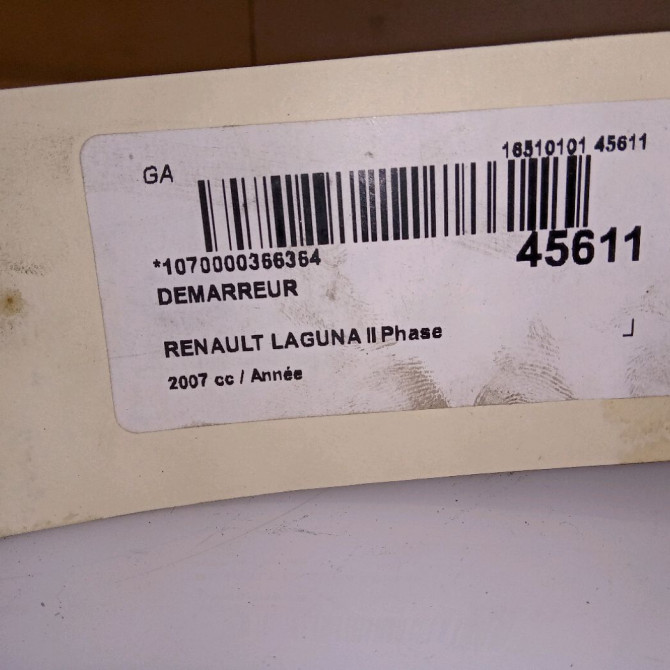 GA
16510101 45611
*1070000366364
45611
DEMARREUR
RENAULT LAGUNA II Phase
2007 cc / Année